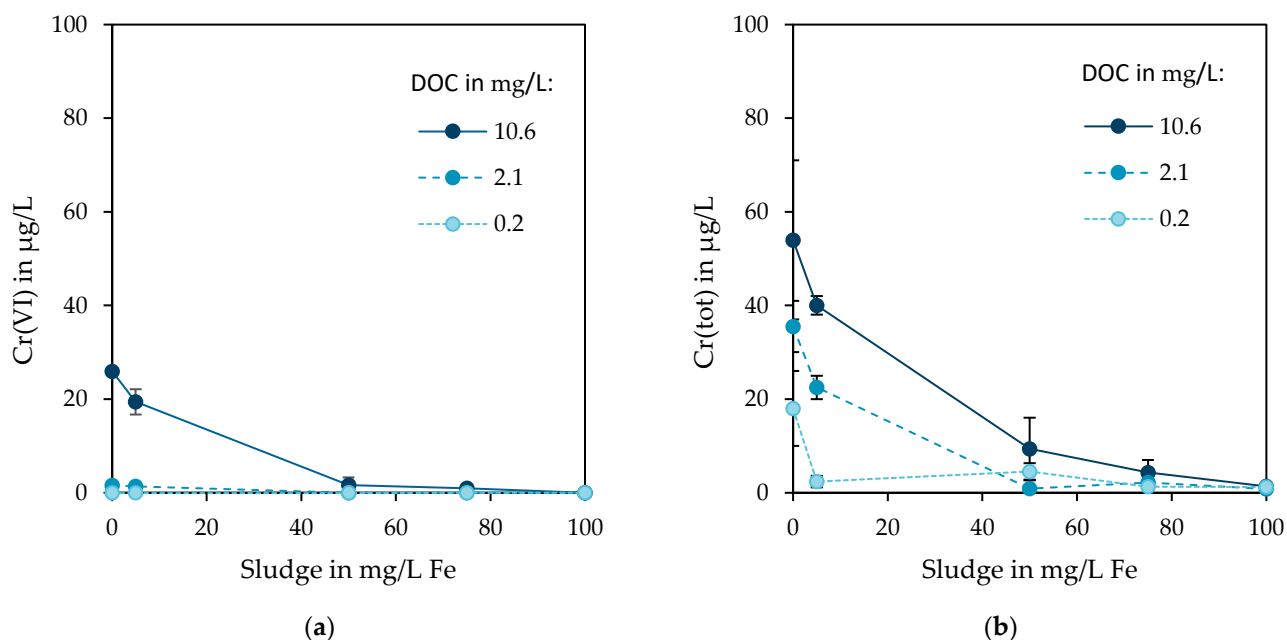 100
80
60
40
20
0
Cr(VI) in µg/L
DOC in mg/L:
10.6
2.1
0.2
0 20 40 60 80 100
Sludge in mg/L Fe
(a)
100
80
60
40
20
0
Cr(tot) in µg/L
DOC in mg/L:
10.6
2.1
0.2
0 20 40 60 80 100
Sludge in mg/L Fe
(b)